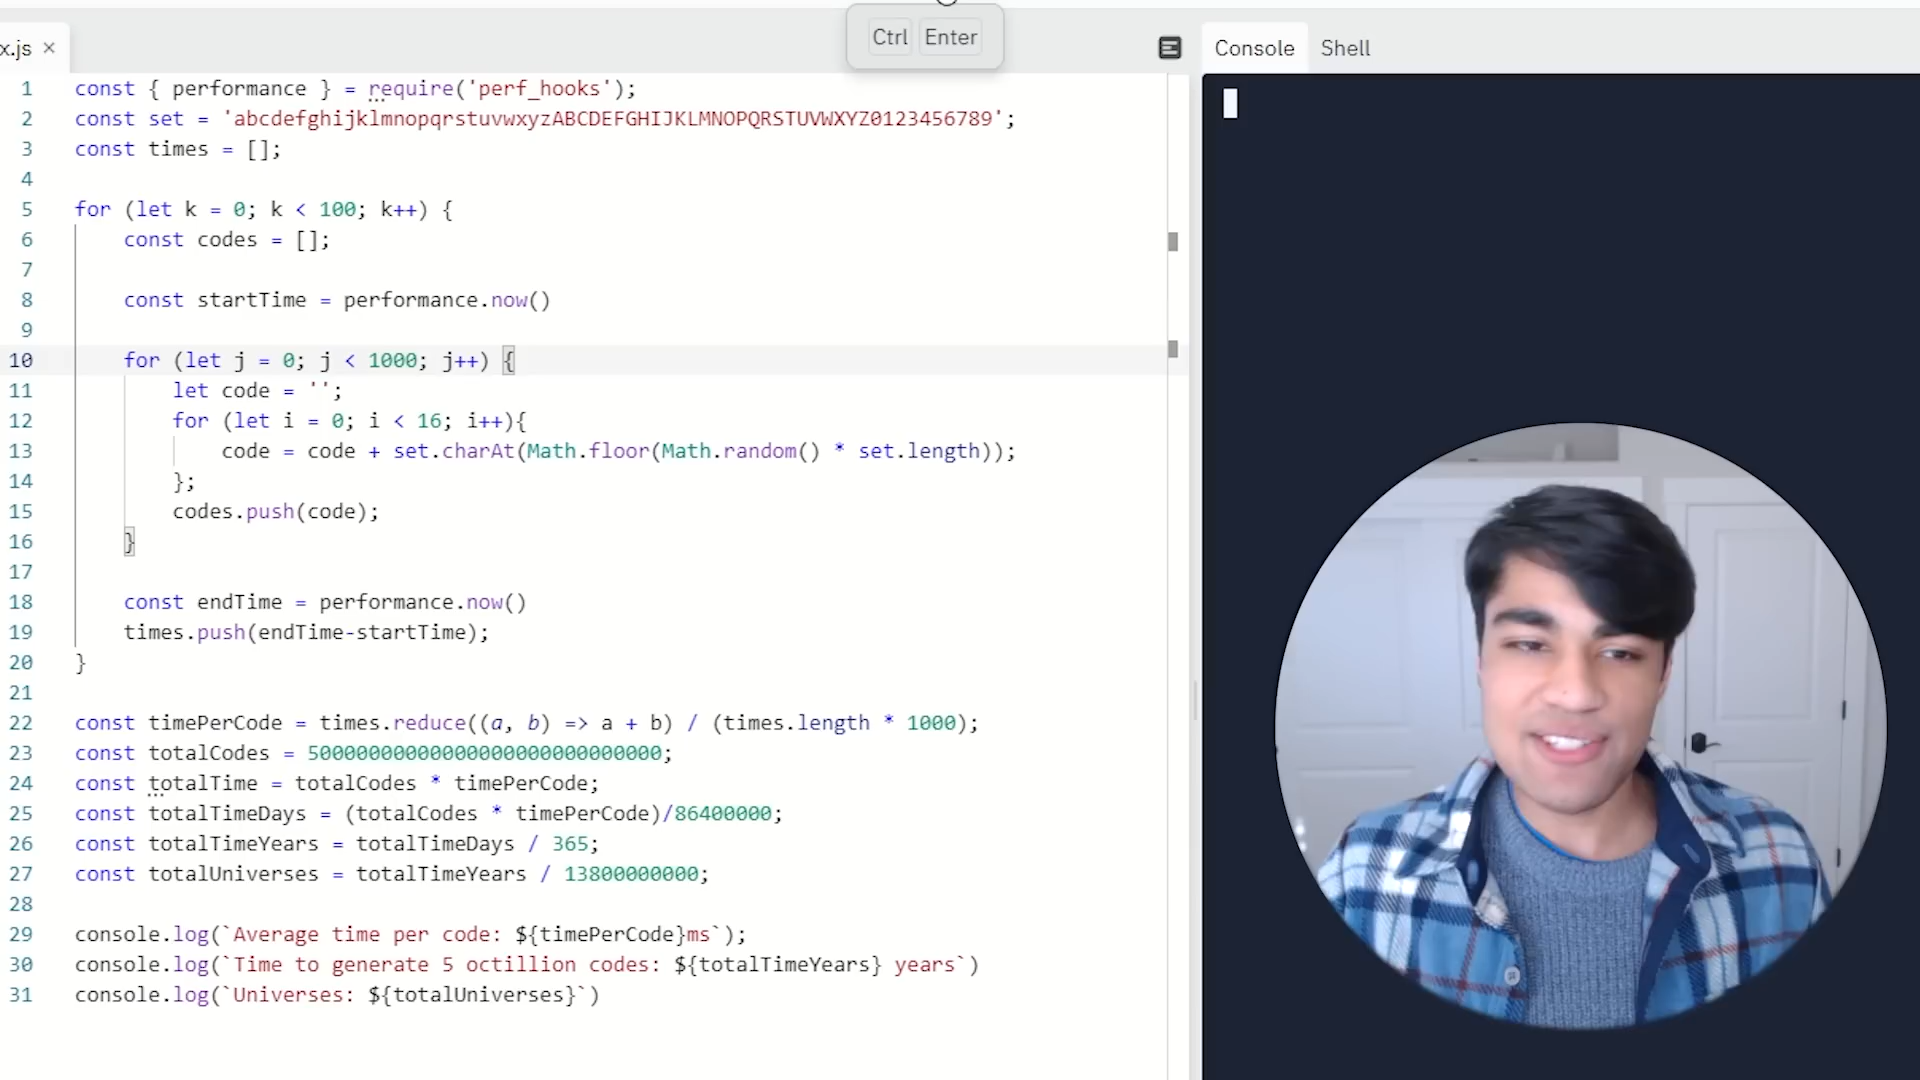 Ctrl Enter
x.js ×
Console Shell
1 const { performance } = require('perf_hooks');
2 const set = 'abcdefghijklmnopqrstuvwxyzABCDEFGHIJKLMNOPQRSTUVWXYZ0123456789';
3 const times = [];
4
5 for (let k = 0; k < 100; k++) {
6 const codes = [];
7
8 const startTime = performance.now()
9
10 for (let j = 0; j < 1000; j++) {
11 let code = '';
12 for (let i = 0; i < 16; i++){
13 code = code + set.charAt(Math.floor(Math.random() * set.length));
14 };
15 codes.push(code);
16 }
17
18 const endTime = performance.now()
19 times.push(endTime-startTime);
20 }
21
22 const timePerCode = times.reduce((a, b) => a + b) / (times.length * 1000);
23 const totalCodes = 50000000000000000000000000000;
24 const totalTime = totalCodes * timePerCode;
25 const totalTimeDays = (totalCodes * timePerCode)/86400000;
26 const totalTimeYears = totalTimeDays / 365;
27 const totalUniverses = totalTimeYears / 13800000000;
28
29 console.log(`Average time per code: ${timePerCode}ms`);
30 console.log(`Time to generate 5 octillion codes: ${totalTimeYears} years`)
31 console.log(`Universes: ${totalUniverses}`)